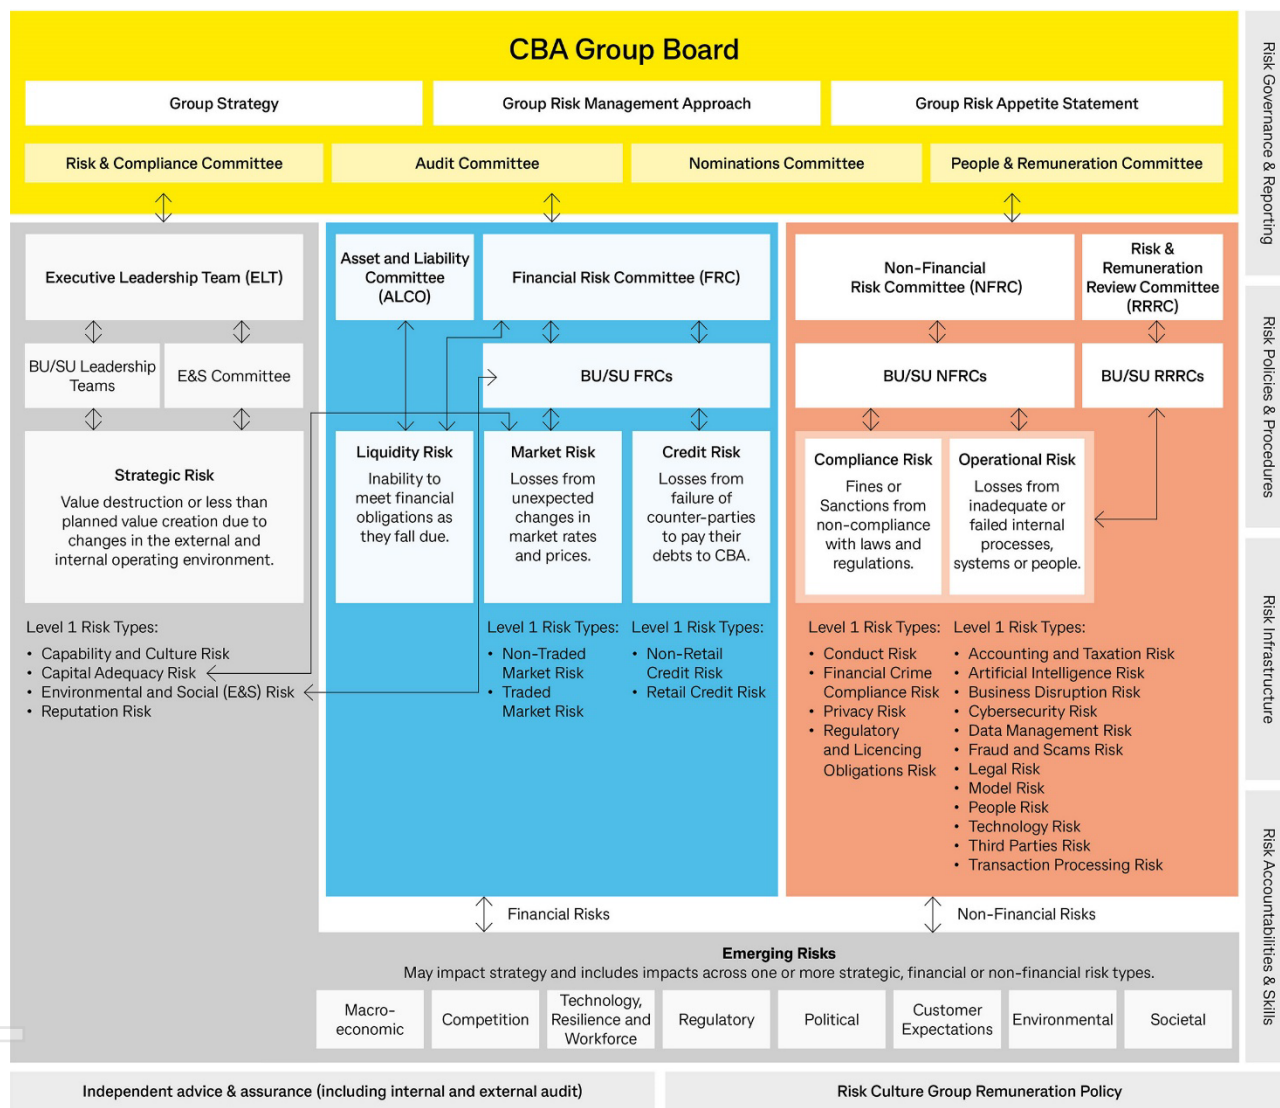 CBA Group Board
Group Strategy
Group Risk Management Approach
Group Risk Appetite Statement
Risk & Compliance Committee
Audit Committee
Nominations Committee
People & Remuneration Committee
Executive Leadership Team (ELT)
BU/SU Leadership
Teams
E&S Committee
Strategic Risk
Value destruction or less than
planned value creation due to
changes in the external and
internal operating environment.
Level 1 Risk Types:
• Capability and Culture Risk
• Capital Adequacy Risk
• Environmental and Social (E&S) Risk
• Reputation Risk
Asset and Liability
Committee
(ALCO)
Financial Risk Committee (FRC)
BU/SU FRCs
Liquidity Risk
Inability to
meet financial
obligations as
they fall due.
Market Risk
Losses from
unexpected
changes in
market rates
and prices.
Level 1 Risk Types:
• Non-Traded
Market Risk
• Traded
Market Risk
Credit Risk
Losses from
failure of
counter-parties
to pay their
debts to CBA.
Level 1 Risk Types:
• Non-Retail
Credit Risk
• Retail Credit Risk
Non-Financial
Risk Committee (NFRC)
Risk &
Remuneration
Review Committee
(RRRC)
BU/SU NFRCs
BU/SU RRRCs
Compliance Risk
Fines or
Sanctions from
non-compliance
with laws and
regulations.
Level 1 Risk Types:
• Conduct Risk
• Financial Crime
Compliance Risk
• Privacy Risk
• Regulatory
and Licencing
Obligations Risk
Operational Risk
Losses from
inadequate or
failed internal
processes,
systems or people.
Level 1 Risk Types:
• Accounting and Taxation Risk
• Artificial Intelligence Risk
• Business Disruption Risk
• Cybersecurity Risk
• Data Management Risk
• Fraud and Scams Risk
• Legal Risk
• Model Risk
• People Risk
• Technology Risk
• Third Parties Risk
• Transaction Processing Risk
Financial Risks
Non-Financial Risks
Emerging Risks
May impact strategy and includes impacts across one or more strategic, financial or non-financial risk types.
Macro-
economic
Competition
Technology,
Resilience and
Workforce
Regulatory
Political
Customer
Expectations
Environmental
Societal
Independent advice & assurance (including internal and external audit)
Risk Culture Group Remuneration Policy
Risk Governance & Reporting
Risk Policies & Procedures
Risk Infrastructure
Risk Accountabilities & Skills